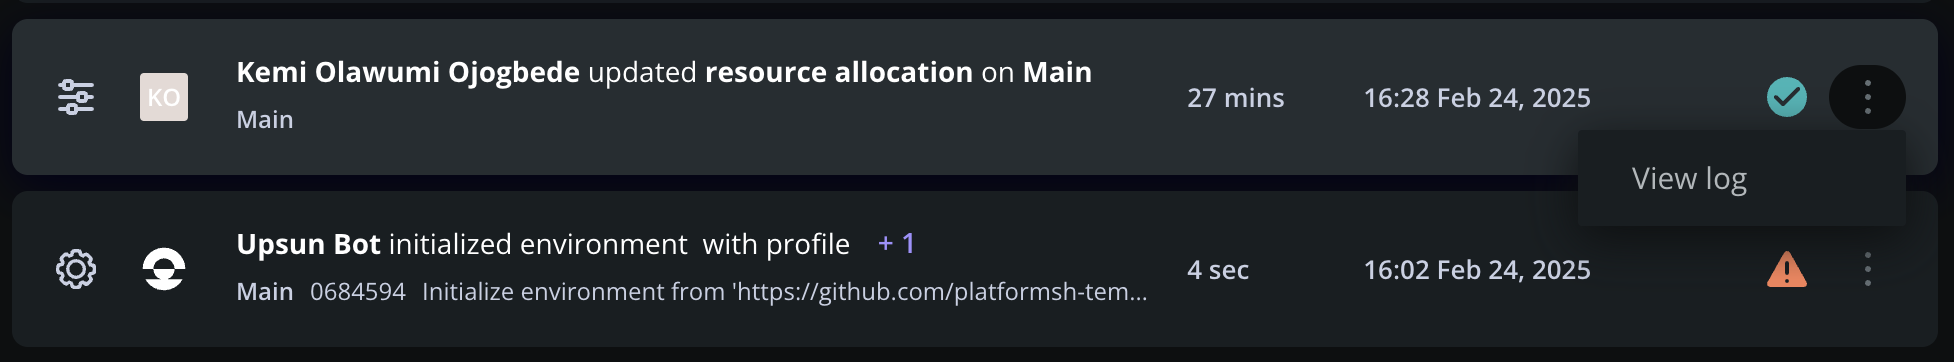 KO
Kemi Olawumi Ojogbede updated resource allocation on Main
Main
27 mins
16:28 Feb 24, 2025
View log
Upsun Bot initialized environment with profile + 1
Main 0684594 Initialize environment from 'https://github.com/platformsh-tem...
4 sec
16:02 Feb 24, 2025